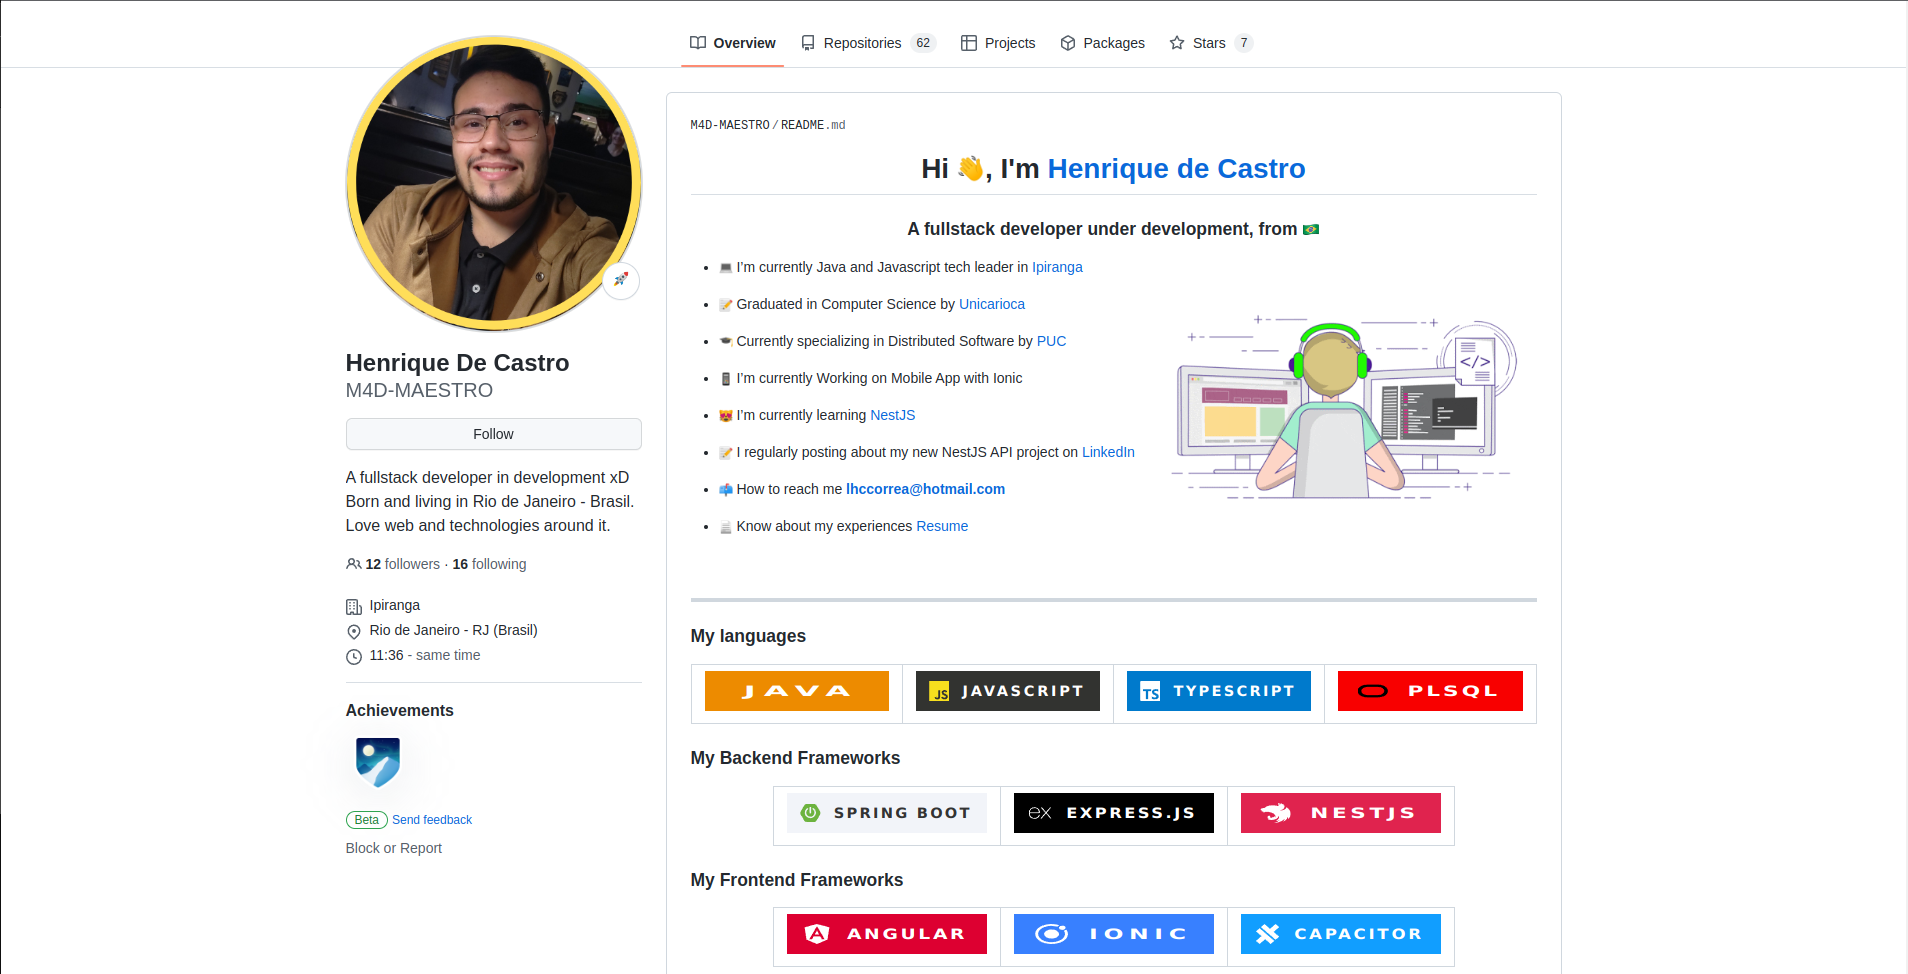 Overview
Repositories 62
Projects
Packages
Stars 7
Henrique De Castro
M4D-MAESTRO
Follow
A fullstack developer in development xD
Born and living in Rio de Janeiro - Brasil.
Love web and technologies around it.
12 followers · 16 following
Ipiranga
Rio de Janeiro - RJ (Brasil)
11:36 - same time
Achievements
Beta Send feedback
Block or Report
M4D-MAESTRO / README.md
Hi 👋, I'm Henrique de Castro
A fullstack developer under development, from 🇧🇷
• 💻 I’m currently Java and Javascript tech leader in Ipiranga
• 📝 Graduated in Computer Science by Unicarioca
• 🎓 Currently specializing in Distributed Software by PUC
• 📱 I’m currently Working on Mobile App with Ionic
• 😻 I’m currently learning NestJS
• 📝 I regularly posting about my new NestJS API project on LinkedIn
• 📫 How to reach me lhccorrea@hotmail.com
• 📄 Know about my experiences Resume
</>
My languages
JAVA
JS JAVASCRIPT
TS TYPESCRIPT
PLSQL
My Backend Frameworks
SPRING BOOT
ex EXPRESS.JS
NESTJS
My Frontend Frameworks
A ANGULAR
IONIC
CAPACITOR